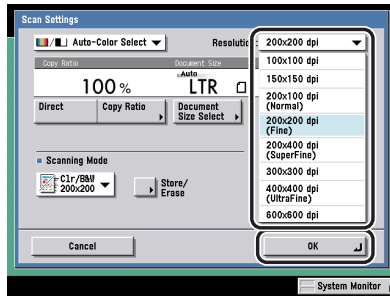 Scan Settings
Auto-Color Select
Resolution:
200x200 dpi
Copy Ratio
Document Size
100 %
Auto
LTR
Direct
Copy Ratio
Document
Size Select
Scanning Mode
Clr/B&W
200x200
Store/
Erase
100x100 dpi
150x150 dpi
200x100 dpi
(Normal)
200x200 dpi
(Fine)
200x400 dpi
(SuperFine)
300x300 dpi
400x400 dpi
(UltraFine)
600x600 dpi
Cancel
OK
System Monitor